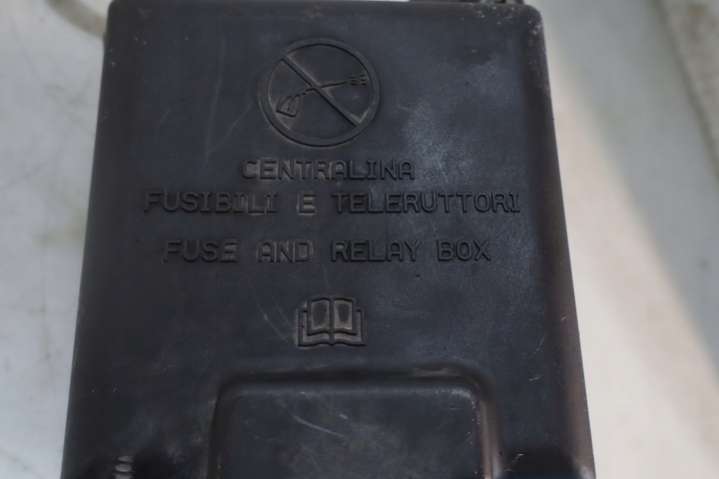 CENTRALINA
FUSIBILI E TELERUTTORI
FUSE AND RELAY BOX